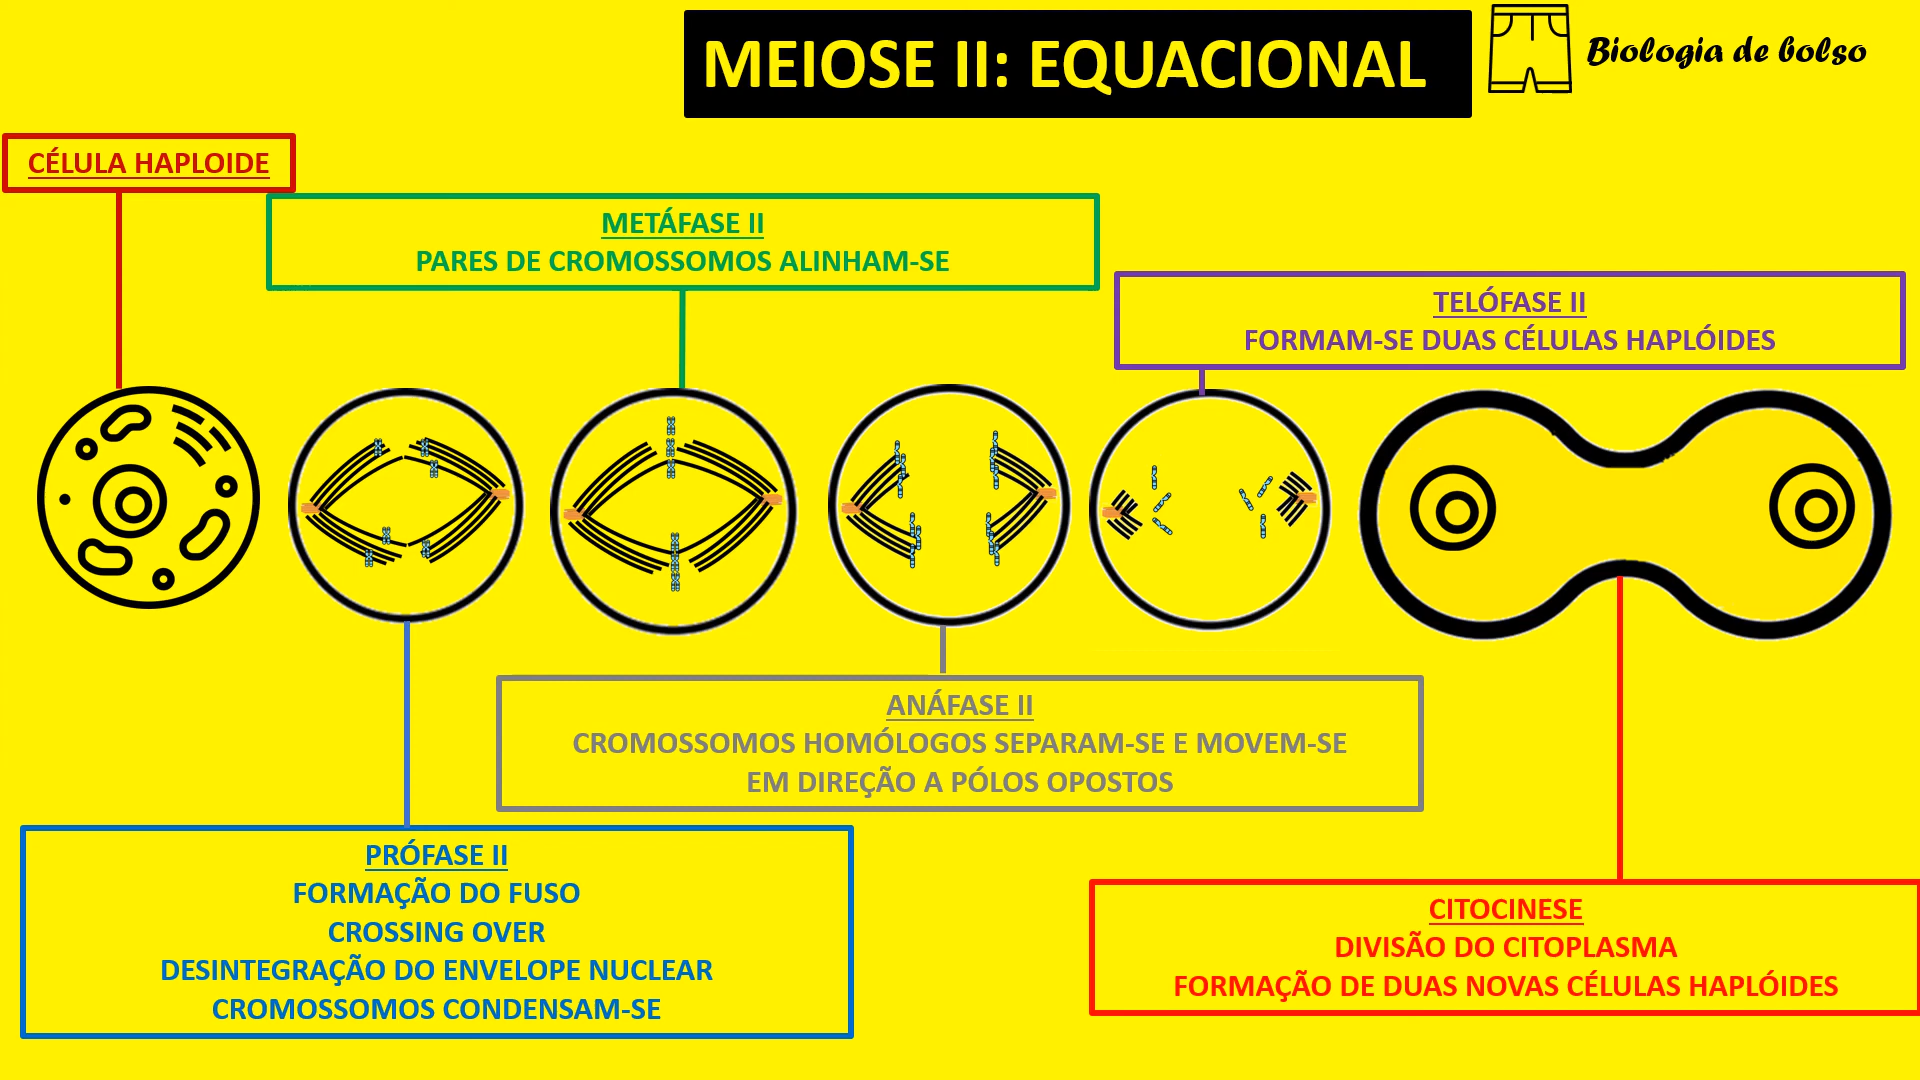 MEIOSE II: EQUACIONAL
Biologia de bolso
CÉLULA HAPLOIDE
METÁFASE II
PARES DE CROMOSSOMOS ALINHAM-SE
TELÓFASE II
FORMAM-SE DUAS CÉLULAS HAPLÓIDES
ANÁFASE II
CROMOSSOMOS HOMÓLOGOS SEPARAM-SE E MOVEM-SE
EM DIREÇÃO A PÓLOS OPOSTOS
PRÓFASE II
FORMAÇÃO DO FUSO
CROSSING OVER
DESINTEGRAÇÃO DO ENVELOPE NUCLEAR
CROMOSSOMOS CONDENSAM-SE
CITOCINESE
DIVISÃO DO CITOPLASMA
FORMAÇÃO DE DUAS NOVAS CÉLULAS HAPLÓIDES